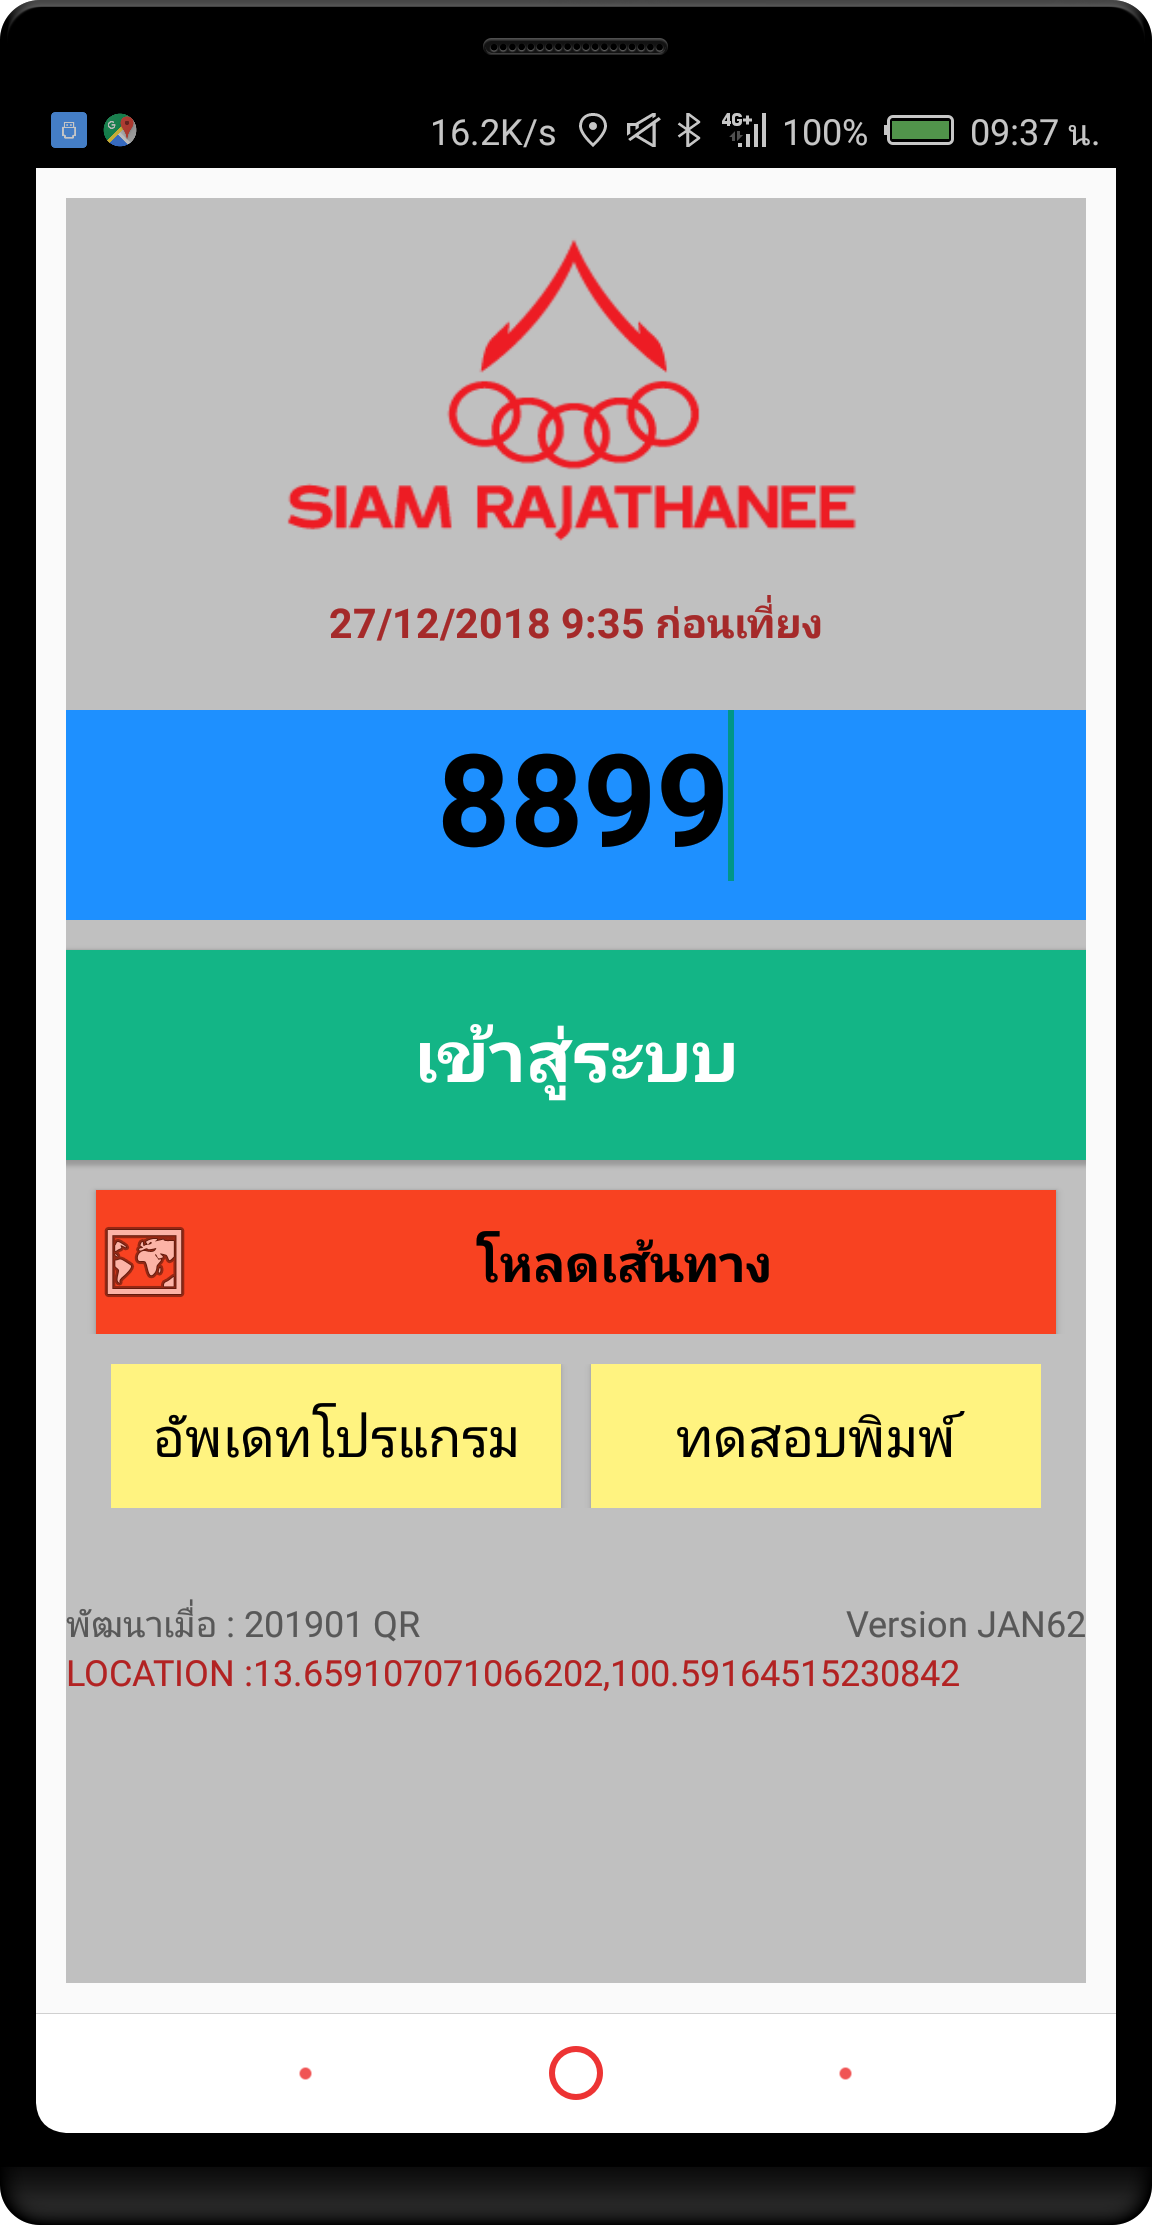 16.2K/s 4G+ 100% 09:37 น.
SIAM RAJATHANEE
27/12/2018 9:35 ก่อนเที่ยง
8899
เข้าสู่ระบบ
โหลดเส้นทาง
อัพเดทโปรแกรม ทดสอบพิมพ์
พัฒนาเมื่อ : 201901 QR Version JAN62
LOCATION :13.659107071066202,100.59164515230842